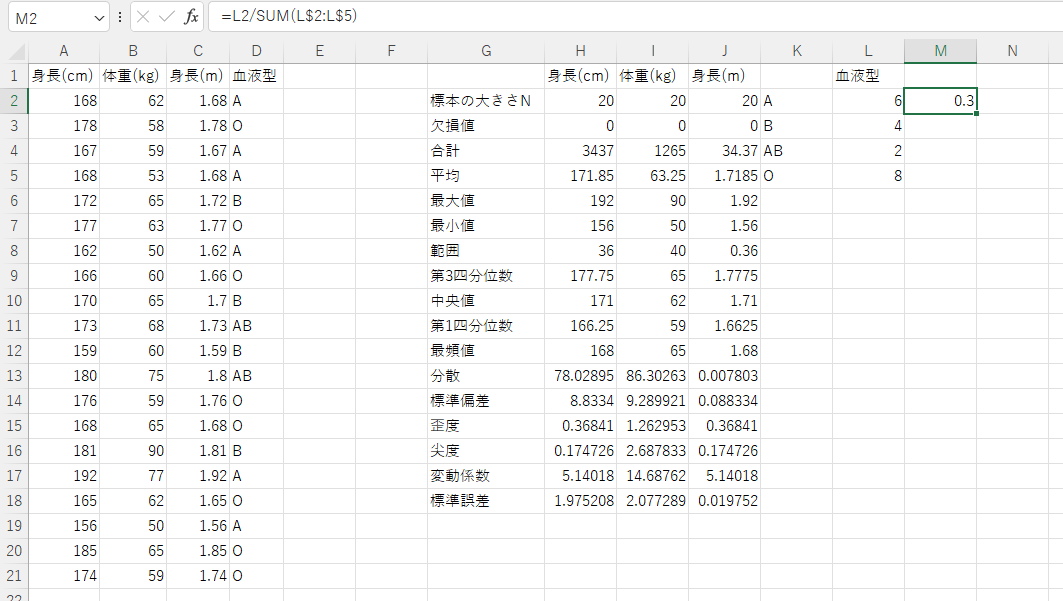 M2 =L2/SUM(L$2:L$5)
A B C D E F G H I J K L M N
1 身長(cm) 体重(kg) 身長(m) 血液型 身長(cm) 体重(kg) 身長(m) 血液型
2 168 62 1.68 A 標本の大きさN 20 20 20 A 6 0.3
3 178 58 1.78 O 欠損値 0 0 0 B 4
4 167 59 1.67 A 合計 3437 1265 34.37 AB 2
5 168 53 1.68 A 平均 171.85 63.25 1.7185 O 8
6 172 65 1.72 B 最大値 192 90 1.92
7 177 63 1.77 O 最小値 156 50 1.56
8 162 50 1.62 A 範囲 36 40 0.36
9 166 60 1.66 O 第3四分位数 177.75 65 1.7775
10 170 65 1.7 B 中央値 171 62 1.71
11 173 68 1.73 AB 第1四分位数 166.25 59 1.6625
12 159 60 1.59 B 最頻値 168 65 1.68
13 180 75 1.8 AB 分散 78.02895 86.30263 0.007803
14 176 59 1.76 O 標準偏差 8.8334 9.289921 0.088334
15 168 65 1.68 O 歪度 0.36841 1.262953 0.36841
16 181 90 1.81 B 尖度 0.174726 2.687833 0.174726
17 192 77 1.92 A 変動係数 5.14018 14.68762 5.14018
18 165 62 1.65 O 標準誤差 1.975208 2.077289 0.019752
19 156 50 1.56 A
20 185 65 1.85 O
21 174 59 1.74 O
22